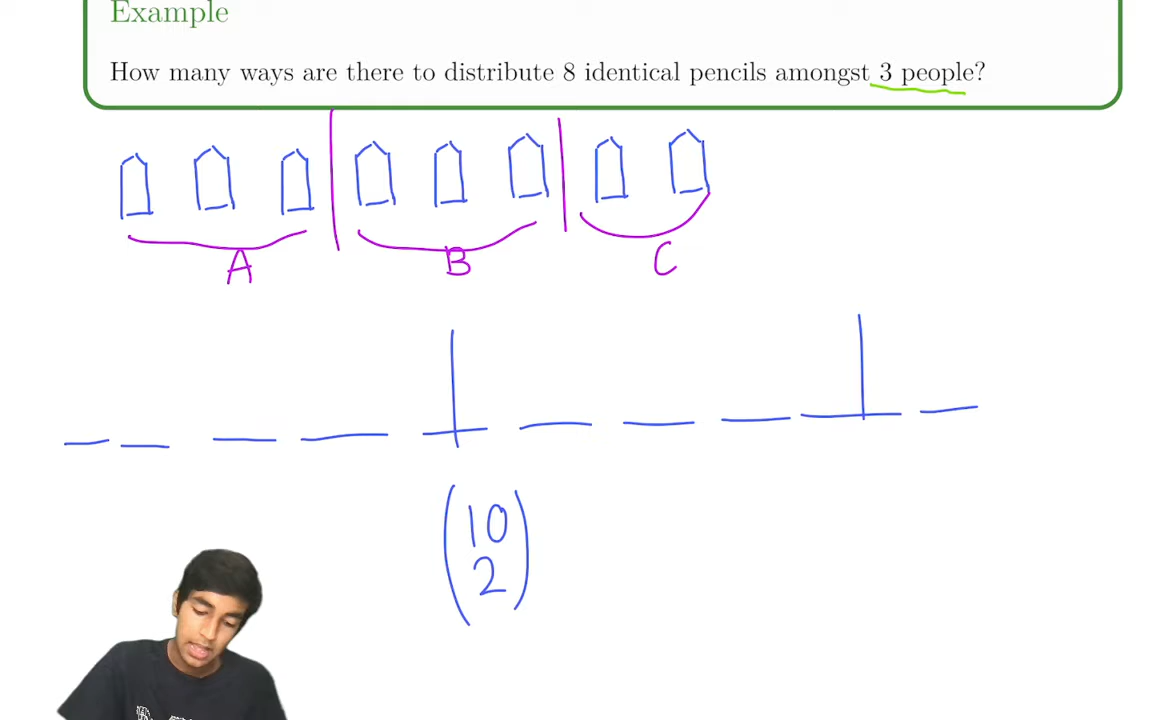 Example
How many ways are there to distribute 8 identical pencils amongst 3 people?
A B C
10
2